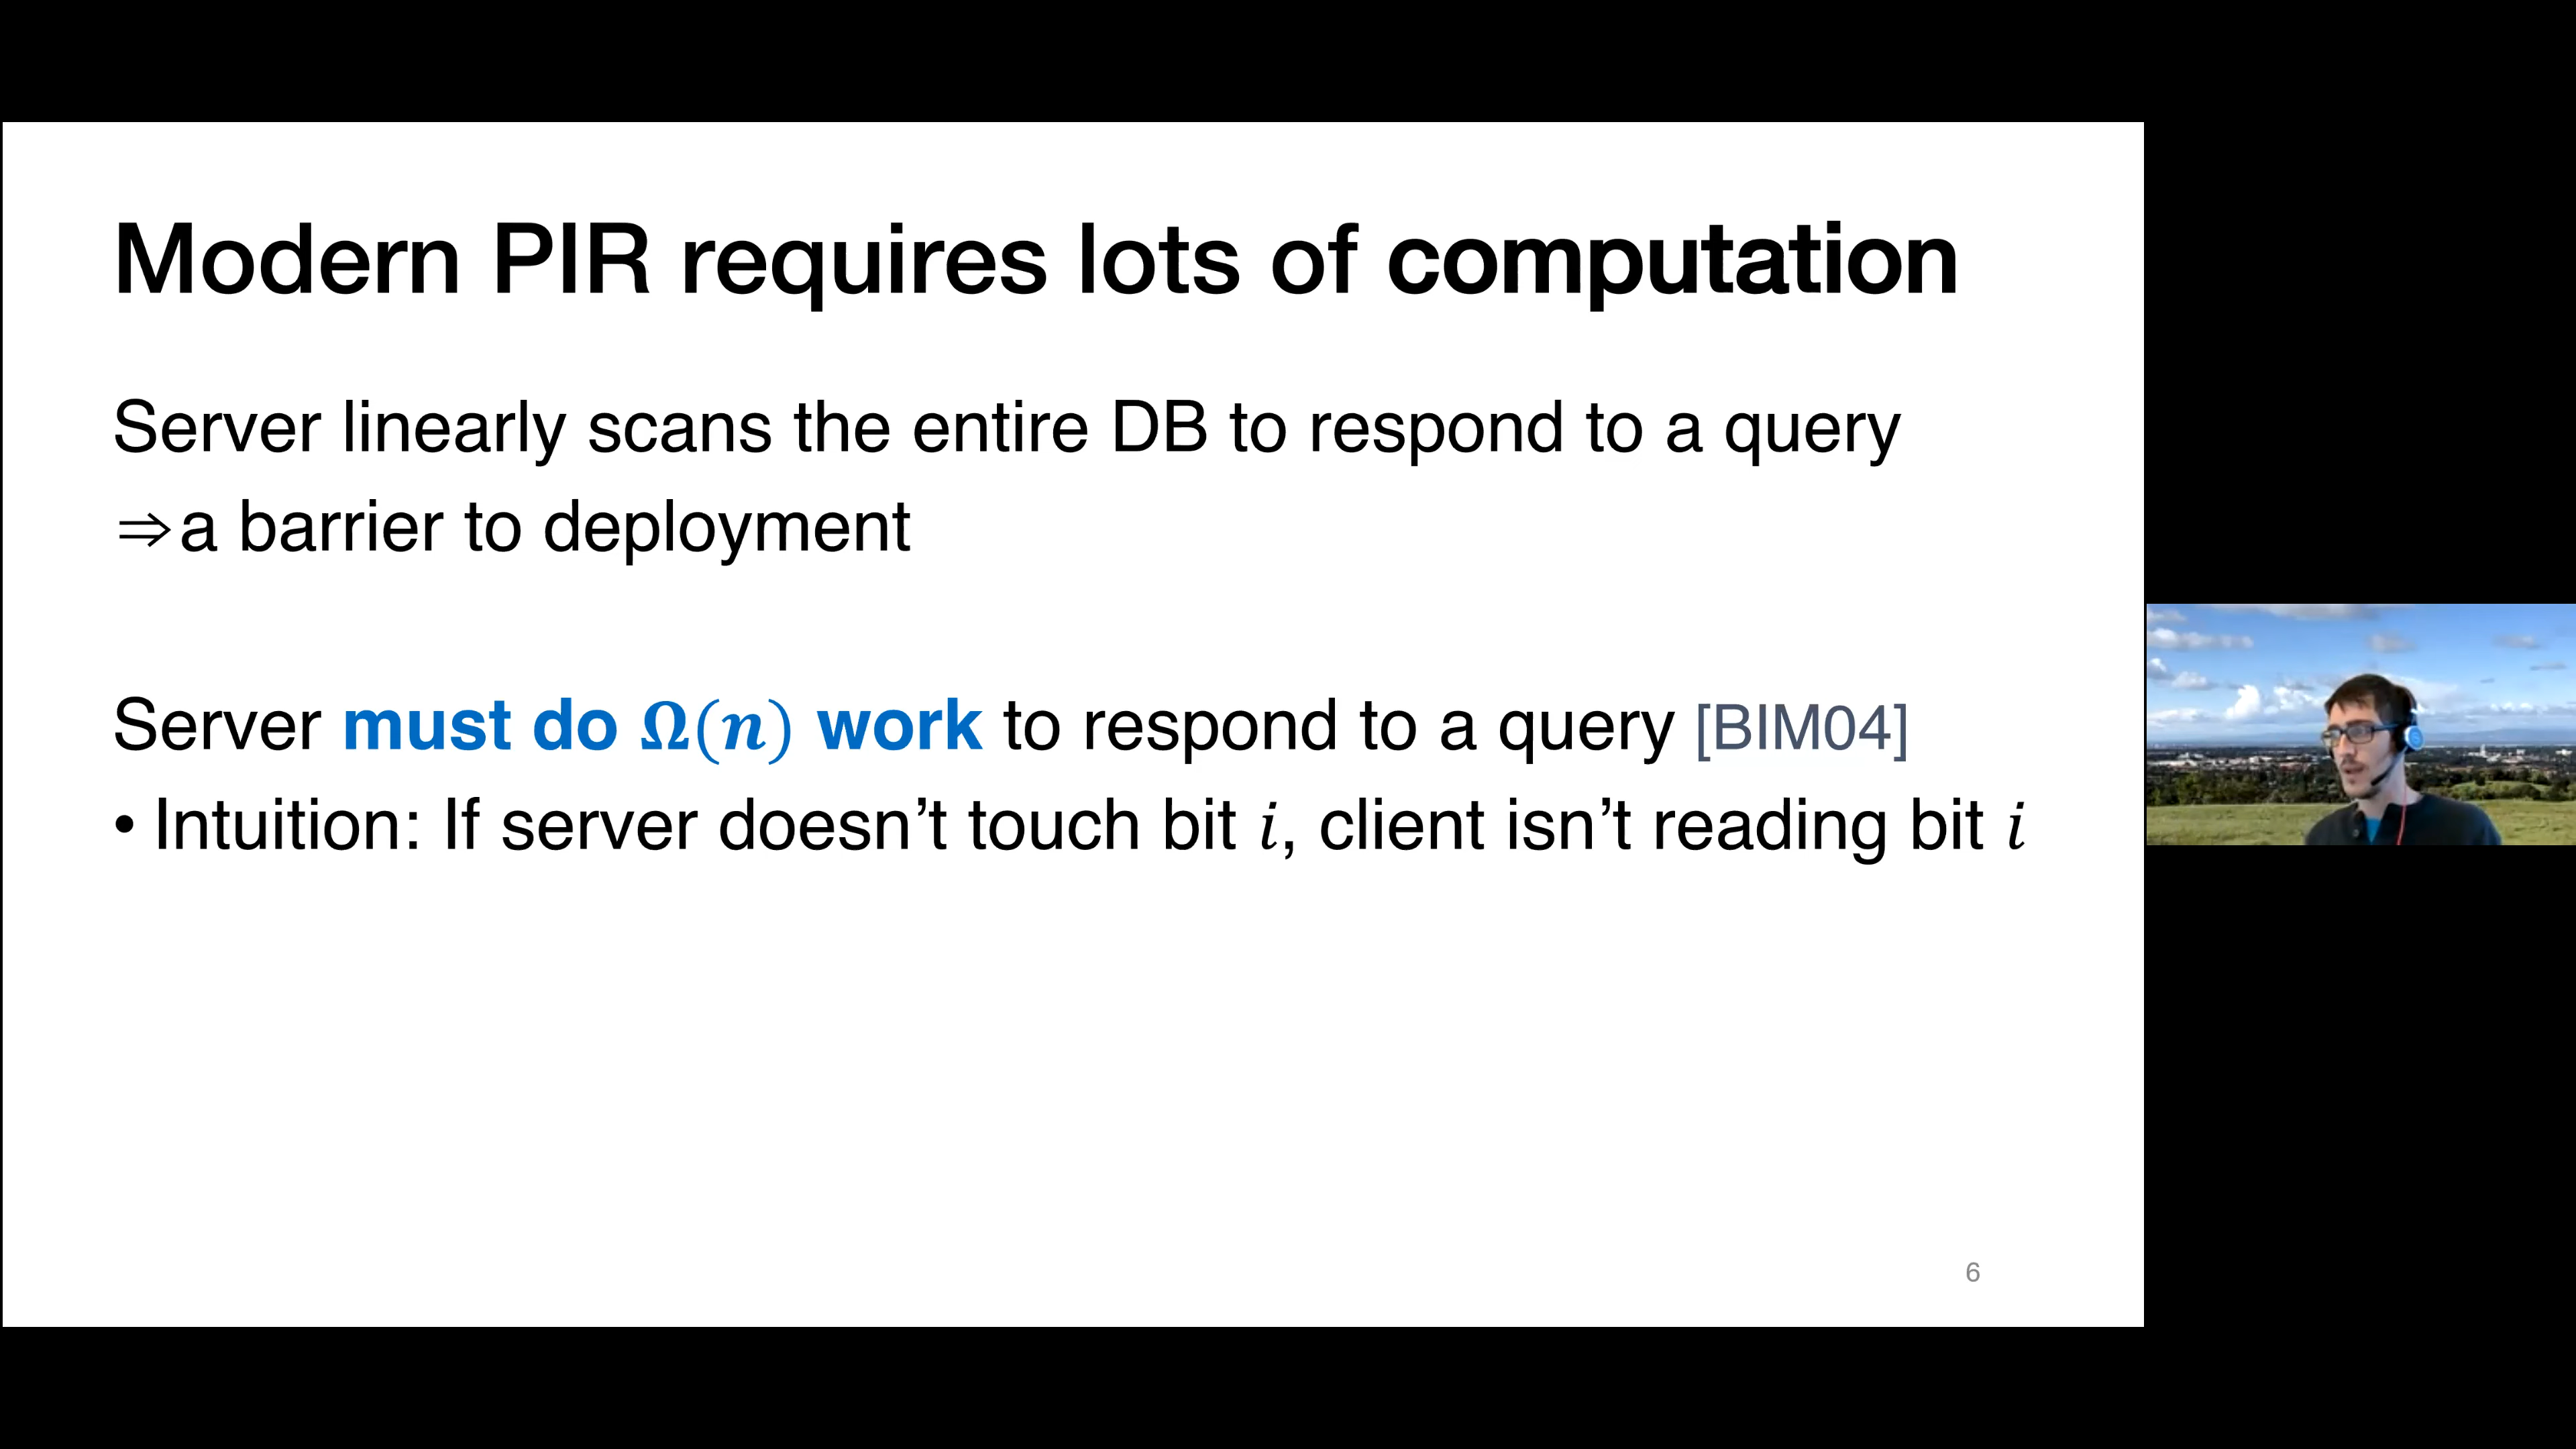 Modern PIR requires lots of computation
Server linearly scans the entire DB to respond to a query
⇒a barrier to deployment
Server must do Ω(n) work to respond to a query [BIM04]
• Intuition: If server doesn’t touch bit i, client isn’t reading bit i
6